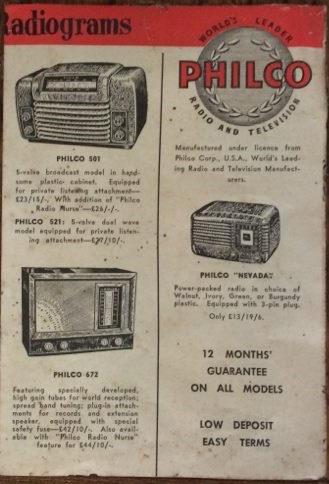 Radiograms
PHILCO 501
5-valve broadcast model in hand-
some plastic cabinet. Equipped
for private listening attachment—
£23/15/-. With addition of "Philco
Radio Nurse"—£26/-/-.
PHILCO 521: 5-valve dual wave
model equipped for private listen-
ing attachment—£27/10/-.
PHILCO 672
Featuring specially developed,
high gain tubes for world reception;
spread band tuning; plug-in attach-
ments for records and extension
speaker, equipped with special
safety fuse—£42/10/-. Also avail-
able with "Philco Radio Nurse"
feature for £44/10/-.
WORLD'S LEADER
PHILCO
RADIO AND TELEVISION
Manufactured under licence from
Philco Corp., U.S.A., World's Lead-
ing Radio and Television Manufact-
urers.
PHILCO "NEVADA"
Power-packed radio in choice of
Walnut, Ivory, Green, or Burgundy
plastic. Equipped with 3-pin plug.
Only £13/19/6.
12 MONTHS'
GUARANTEE
ON ALL MODELS
LOW DEPOSIT
EASY TERMS